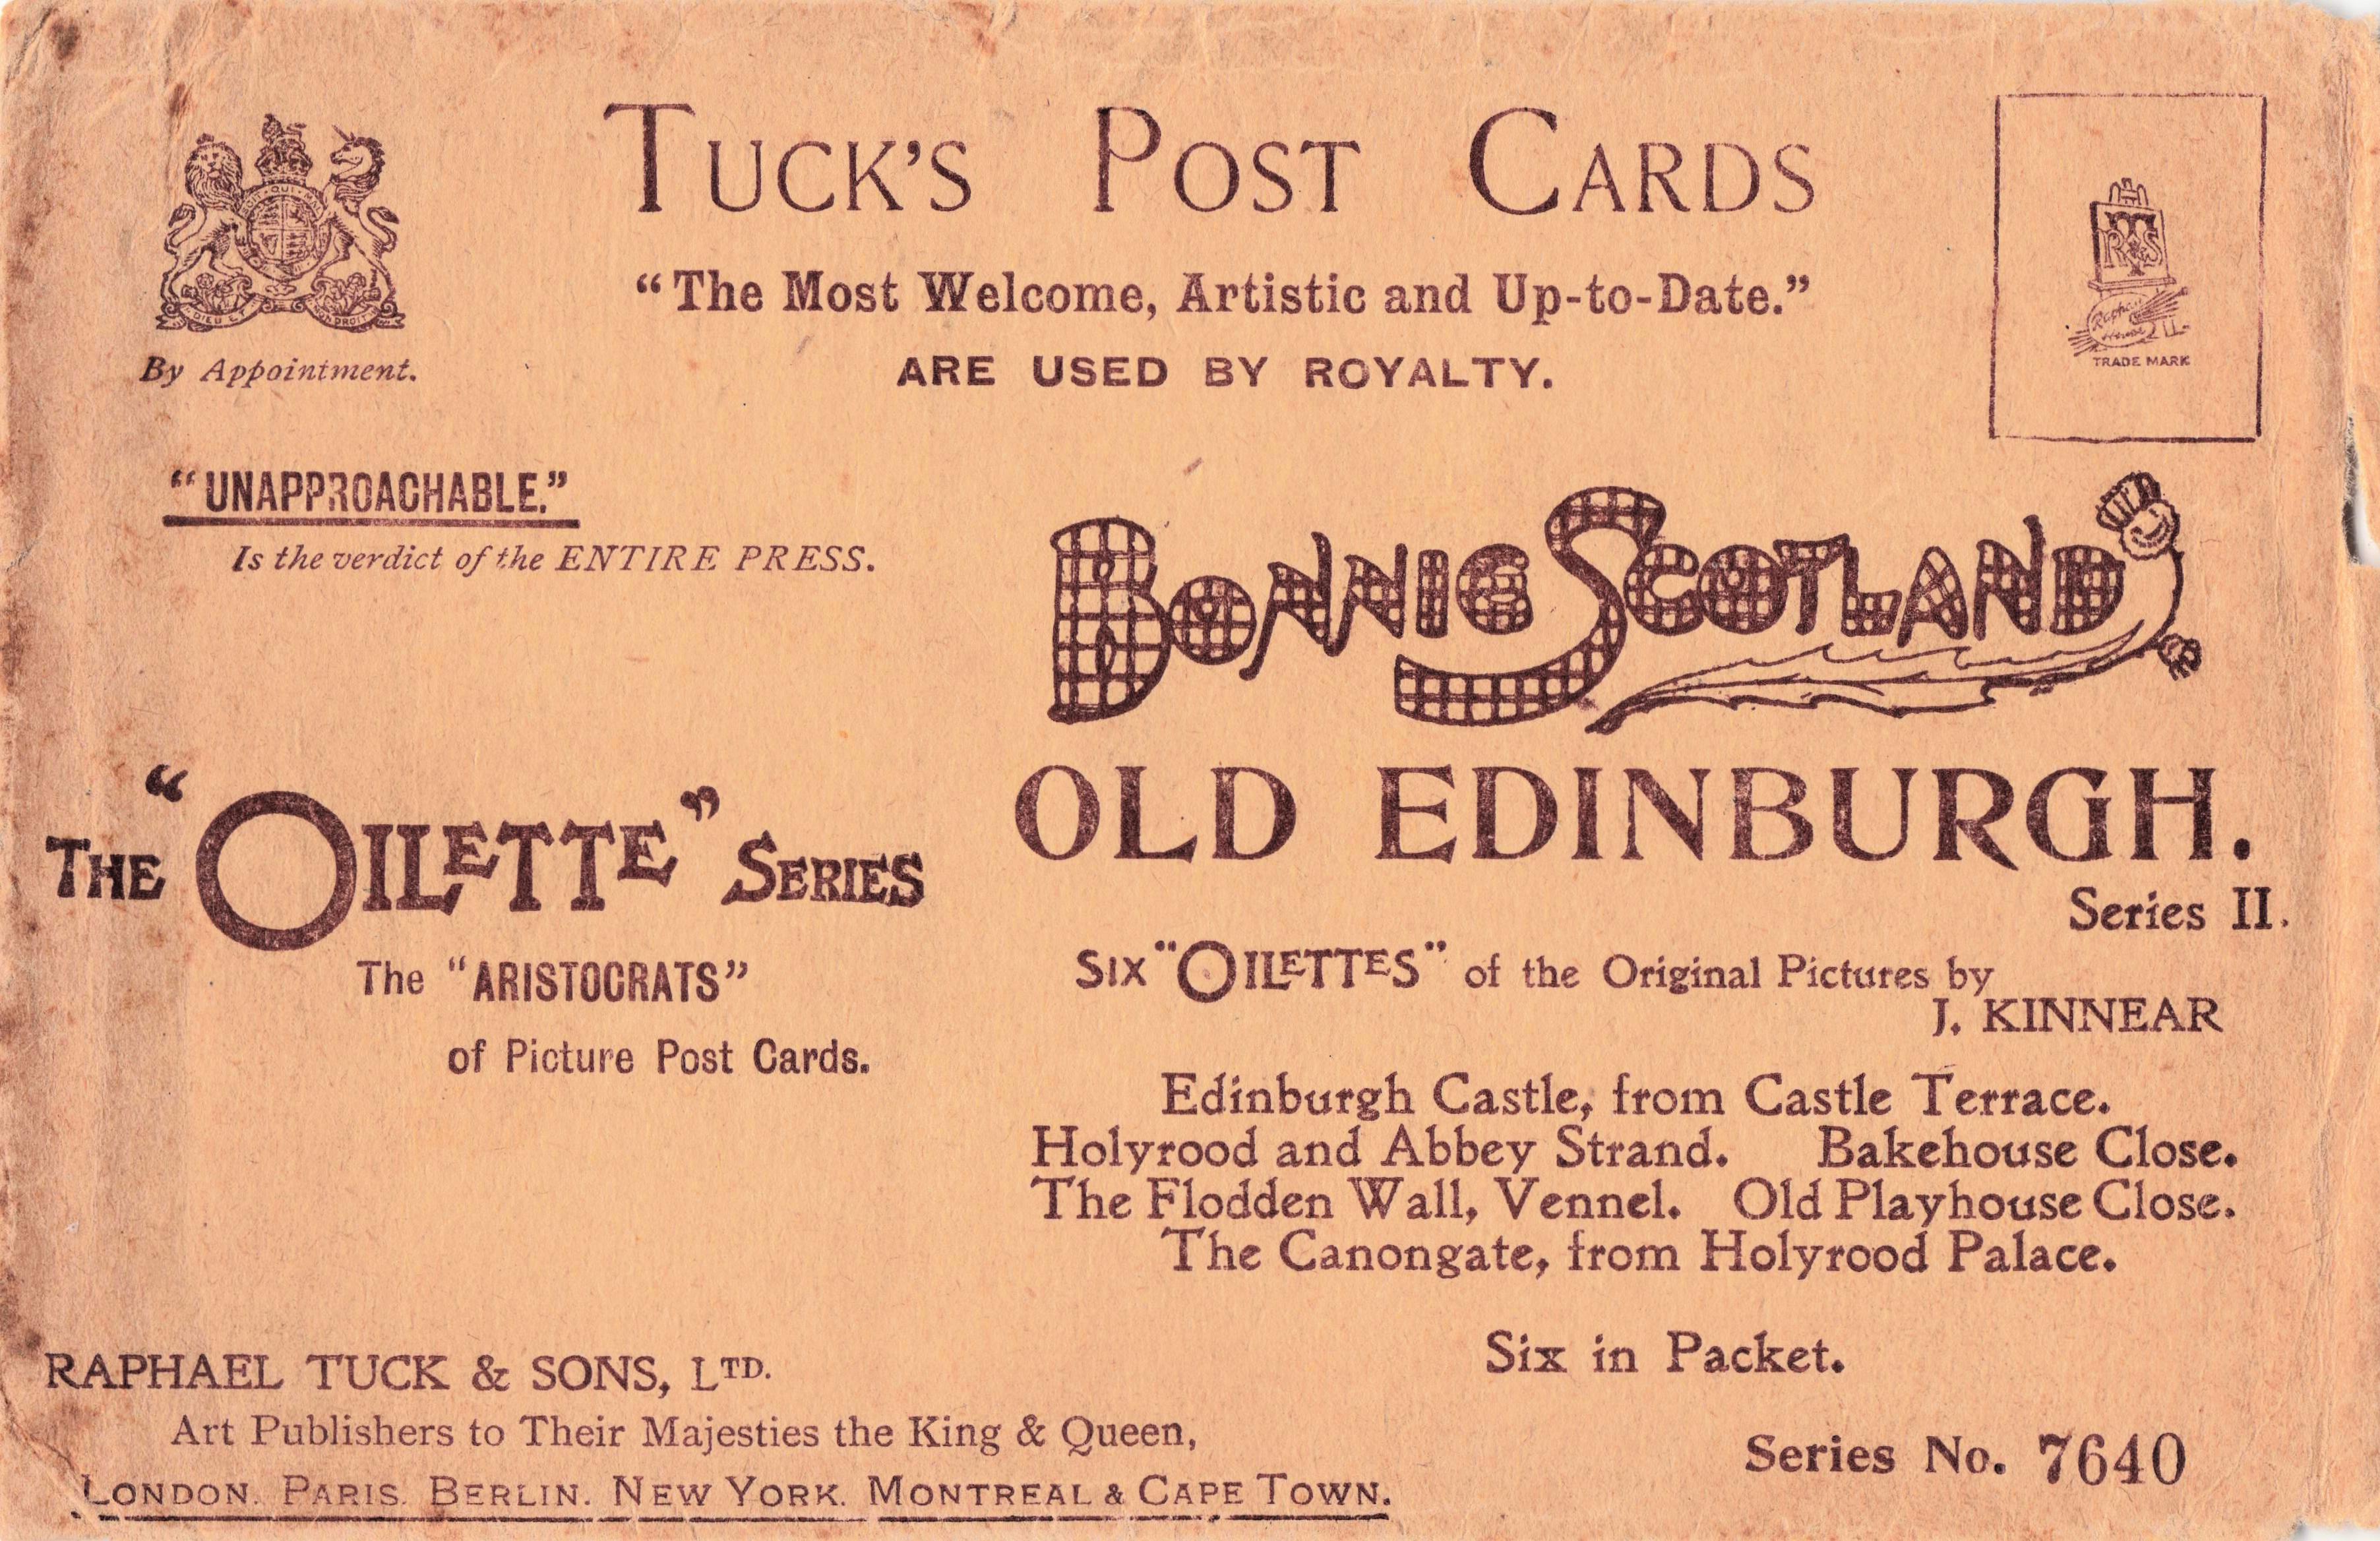 TUCK'S POST CARDS
"The Most Welcome, Artistic and Up-to-Date."
ARE USED BY ROYALTY.
DIEU ET MON DROIT
By Appointment.
TRADE MARK
"UNAPPROACHABLE."
Is the verdict of the ENTIRE PRESS.
BONNIE SCOTLAND
THE "OILETTE" SERIES
The "ARISTOCRATS"
of Picture Post Cards.
OLD EDINBURGH.
Series II.
SIX "OILETTES" of the Original Pictures by
J. KINNEAR
Edinburgh Castle, from Castle Terrace.
Holyrood and Abbey Strand. Bakehouse Close.
The Flodden Wall, Vennel. Old Playhouse Close.
The Canongate, from Holyrood Palace.
Six in Packet.
Series No. 7640
RAPHAEL TUCK & SONS, LTD.
Art Publishers to Their Majesties the King & Queen,
LONDON. PARIS. BERLIN. NEW YORK. MONTREAL & CAPE TOWN.